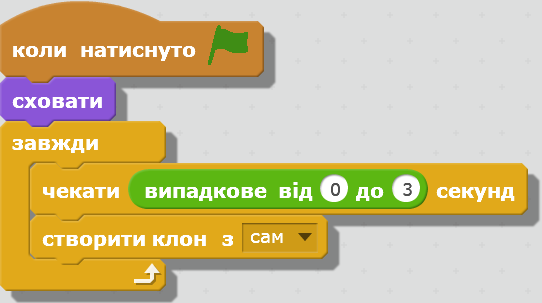 коли натиснуто
сховати
завжди
чекати випадкове від 0 до 3 секунд
створити клон з сам